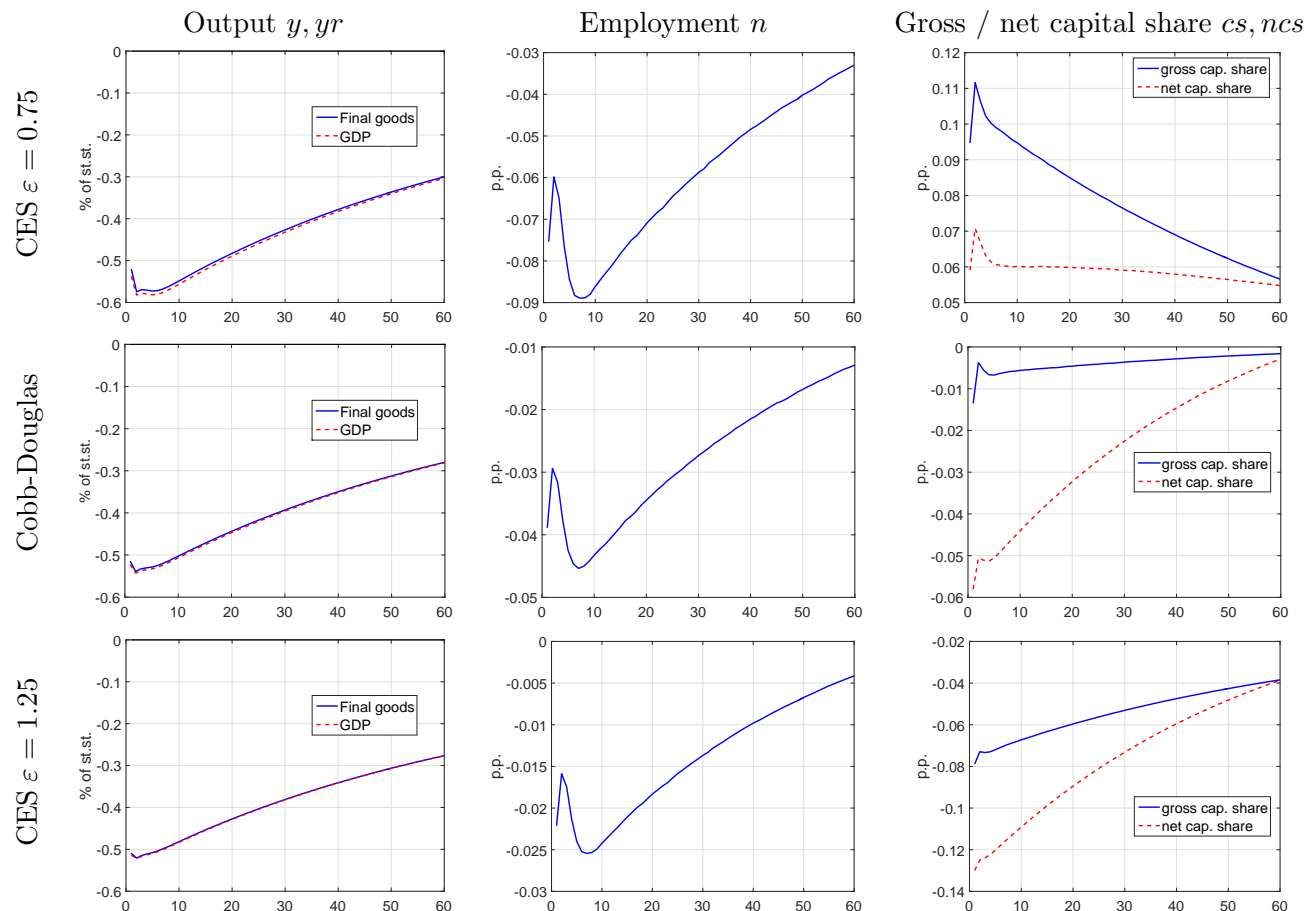 Output y, yr
Employment n
Gross / net capital share cs, ncs
CES ε = 0.75
% of st.st.
0
-0.1
-0.2
-0.3
-0.4
-0.5
-0.6
0 10 20 30 40 50 60
Final goods
GDP
p.p.
-0.03
-0.04
-0.05
-0.06
-0.07
-0.08
-0.09
0 10 20 30 40 50 60
p.p.
0.12
0.11
0.1
0.09
0.08
0.07
0.06
0.05
0 10 20 30 40 50 60
gross cap. share
net cap. share
Cobb-Douglas
% of st.st.
0
-0.1
-0.2
-0.3
-0.4
-0.5
-0.6
0 10 20 30 40 50 60
Final goods
GDP
p.p.
-0.01
-0.02
-0.03
-0.04
-0.05
0 10 20 30 40 50 60
p.p.
0
-0.01
-0.02
-0.03
-0.04
-0.05
-0.06
0 10 20 30 40 50 60
gross cap. share
net cap. share
CES ε = 1.25
% of st.st.
0
-0.1
-0.2
-0.3
-0.4
-0.5
-0.6
0 10 20 30 40 50 60
Final goods
GDP
p.p.
0
-0.005
-0.01
-0.015
-0.02
-0.025
-0.03
0 10 20 30 40 50 60
p.p.
-0.02
-0.04
-0.06
-0.08
-0.1
-0.12
-0.14
0 10 20 30 40 50 60
gross cap. share
net cap. share